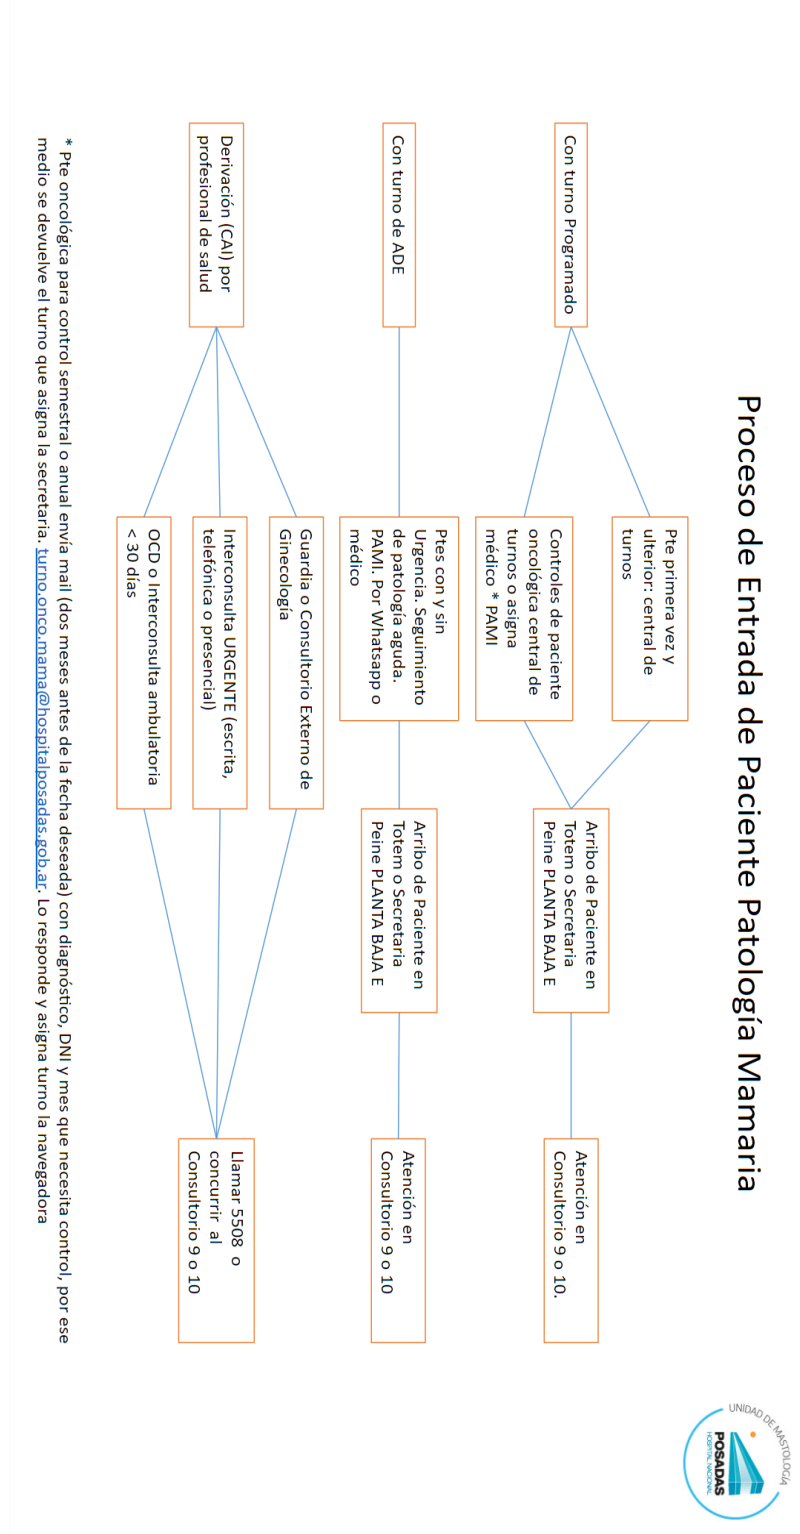 Proceso de Entrada de Paciente Patología Mamaria
UNIDAD DE MASTOLOGÍA
POSADAS
HOSPITAL NACIONAL
Con turno Programado
Pte primera vez y
ulterior: central de
turnos
Controles de paciente
oncológica central de
turnos o asigna
médico * PAMI
Arribo de Paciente en
Totem o Secretaria
Peine PLANTA BAJA E
Atención en
Consultorio 9 o 10.
Con turno de ADE
Ptes con y sin
Urgencia. Seguimiento
de patología aguda.
PAMI. Por Whatsapp o
médico
Arribo de Paciente en
Totem o Secretaria
Peine PLANTA BAJA E
Atención en
Consultorio 9 o 10
Derivación (CAI) por
profesional de salud
Guardia o Consultorio Externo de
Ginecología
Interconsulta URGENTE (escrita,
telefónica o presencial)
OCD o Interconsulta ambulatoria
< 30 días
Llamar 5508 o
concurrir al
Consultorio 9 o 10
* Pte oncológica para control semestral o anual envía mail (dos meses antes de la fecha deseada) con diagnóstico, DNI y mes que necesita control, por ese
medio se devuelve el turno que asigna la secretaria. turno.onco.mama@hospitalposadas.gob.ar. Lo responde y asigna turno la navegadora